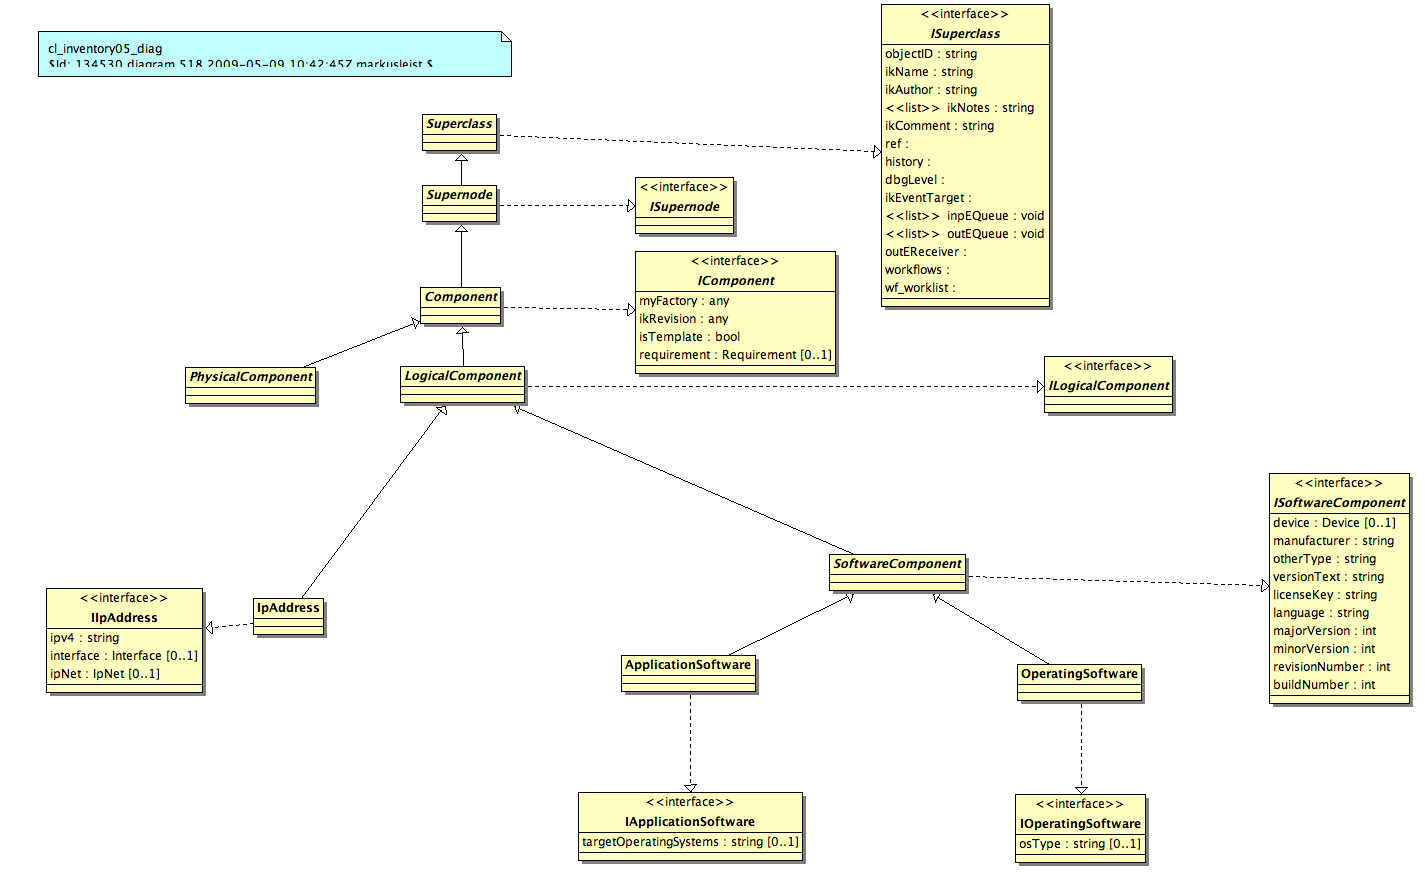 cl_inventory05_diag
$Id: 134530 diagram 518 2009-05-09 10:42:45Z markusleist $
<<interface>>
ISuperclass
objectID : string
ikName : string
ikAuthor : string
<<list>> ikNotes : string
ikComment : string
ref :
history :
dbgLevel :
ikEventTarget :
<<list>> inpEQueue : void
<<list>> outEQueue : void
outEReceiver :
workflows :
wf_worklist :
Superclass
Supernode
<<interface>>
ISupernode
Component
<<interface>>
IComponent
myFactory : any
ikRevision : any
isTemplate : bool
requirement : Requirement [0..1]
PhysicalComponent
LogicalComponent
<<interface>>
ILogicalComponent
<<interface>>
ISoftwareComponent
device : Device [0..1]
manufacturer : string
otherType : string
versionText : string
licenseKey : string
language : string
majorVersion : int
minorVersion : int
revisionNumber : int
buildNumber : int
SoftwareComponent
<<interface>>
IIpAddress
ipv4 : string
interface : Interface [0..1]
ipNet : IpNet [0..1]
IpAddress
ApplicationSoftware
OperatingSoftware
<<interface>>
IApplicationSoftware
targetOperatingSystems : string [0..1]
<<interface>>
IOperatingSoftware
osType : string [0..1]